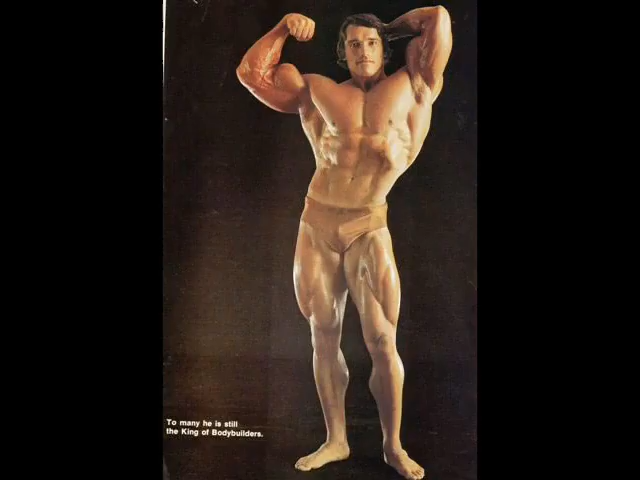 To many he is still
the King of Bodybuilders.